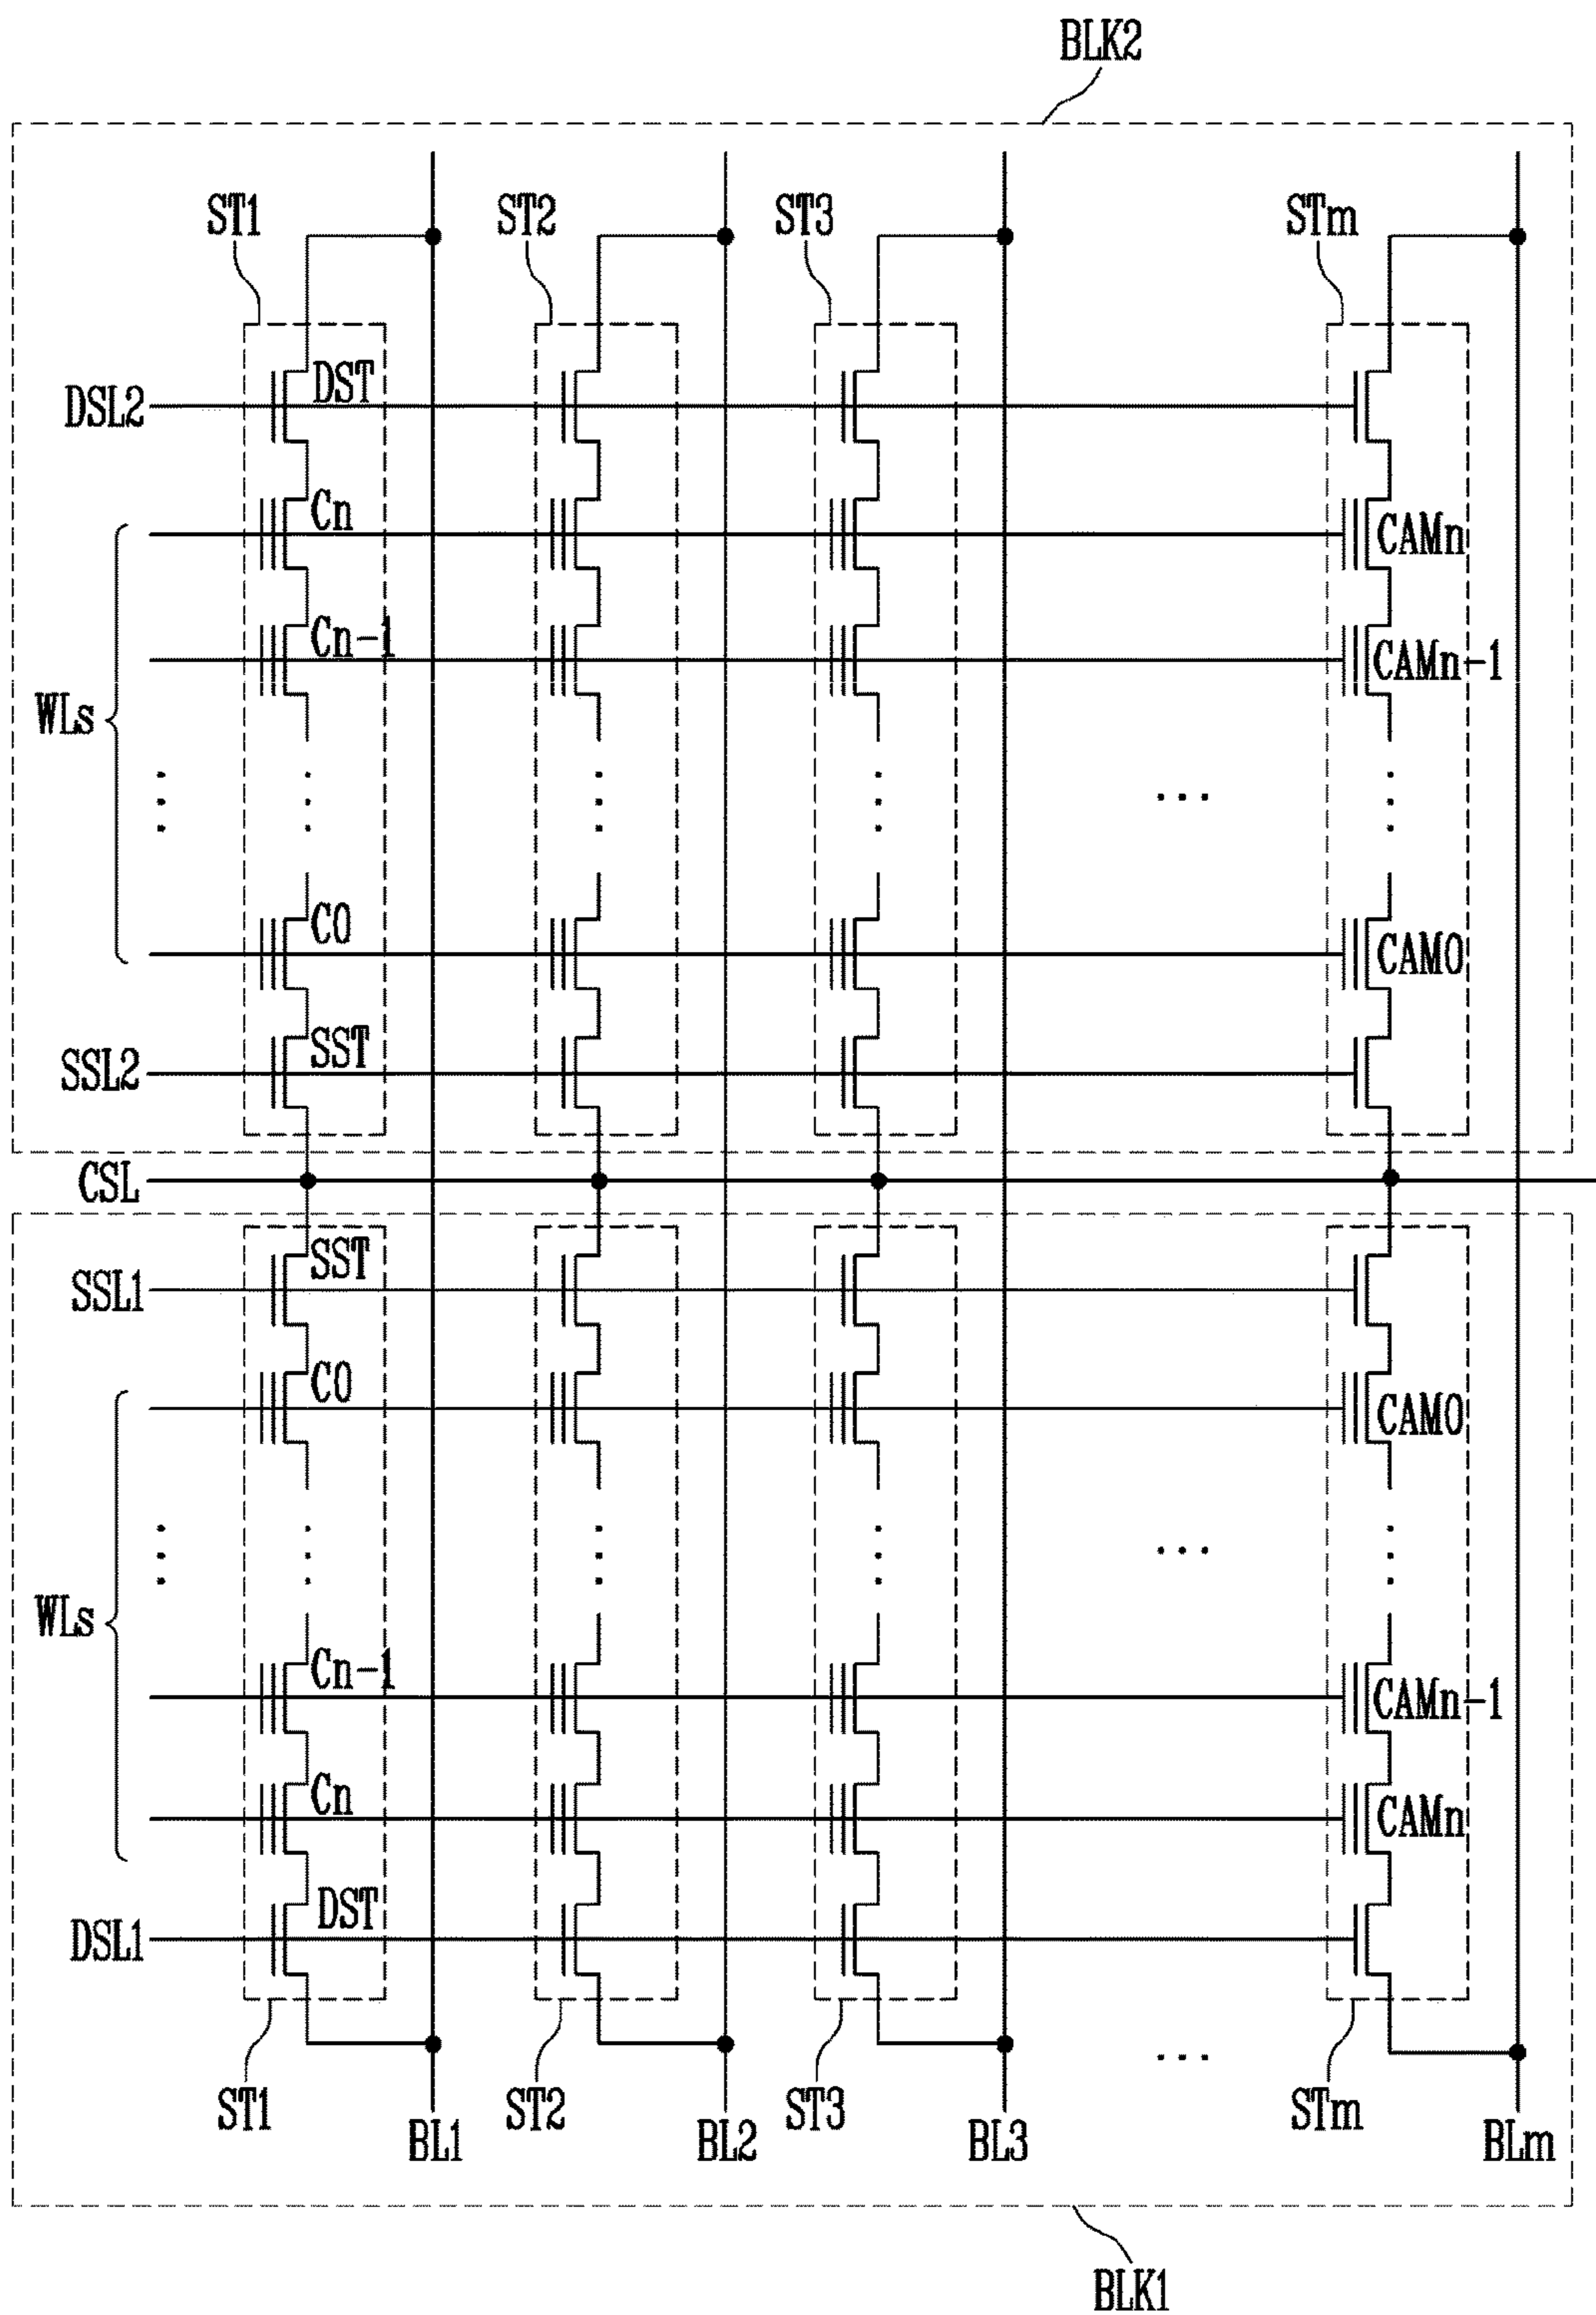 BLK2
ST1 ST2 ST3 STm
DSL2 DST
Cn CAMn
Cn-1 CAMn-1
WLs
C0 CAM0
SSL2 SST
CSL
SSL1 SST
C0 CAM0
WLs
Cn-1 CAMn-1
Cn CAMn
DSL1 DST
ST1 ST2 ST3 STm
BL1 BL2 BL3 BLm
BLK1